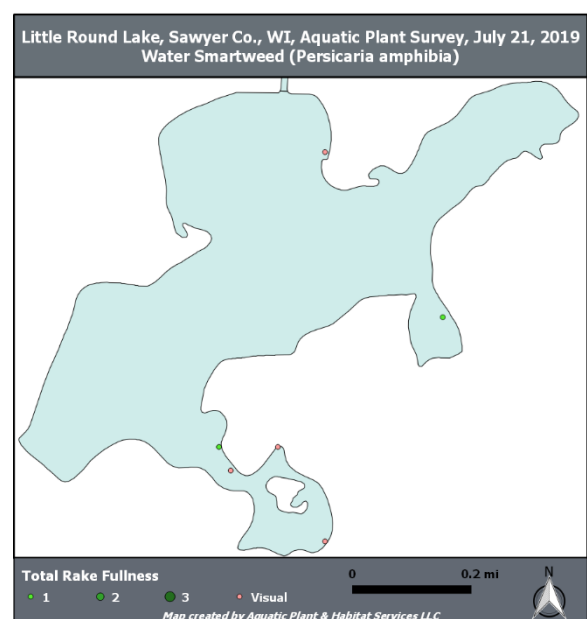 Little Round Lake, Sawyer Co., WI, Aquatic Plant Survey, July 21, 2019
Water Smartweed (Persicaria amphibia)
Total Rake Fullness
1 2 3 Visual
0 0.2 mi
N
Map created by Aquatic Plant & Habitat Services LLC